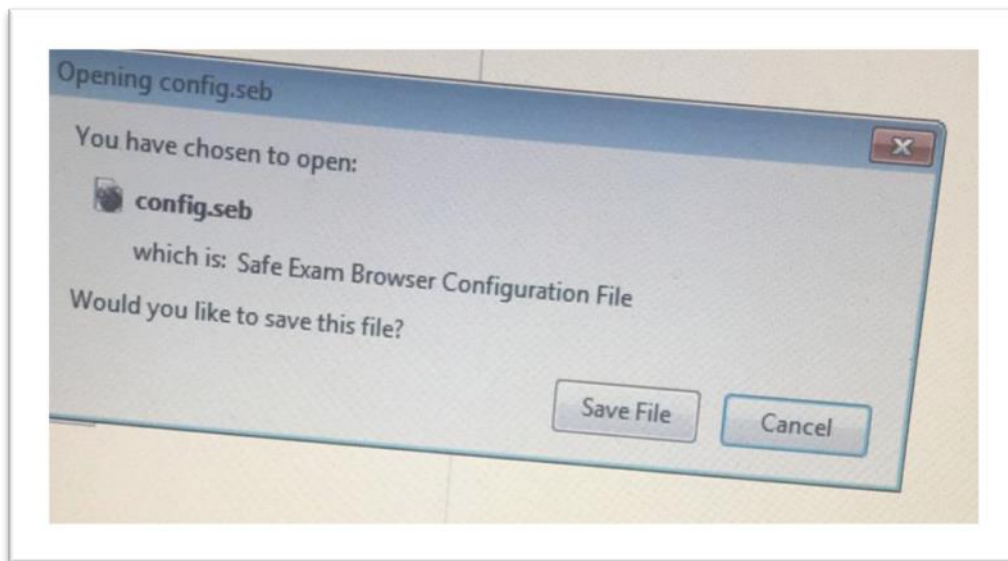 Opening config.seb
You have chosen to open:
config.seb
which is: Safe Exam Browser Configuration File
Would you like to save this file?
Save File
Cancel